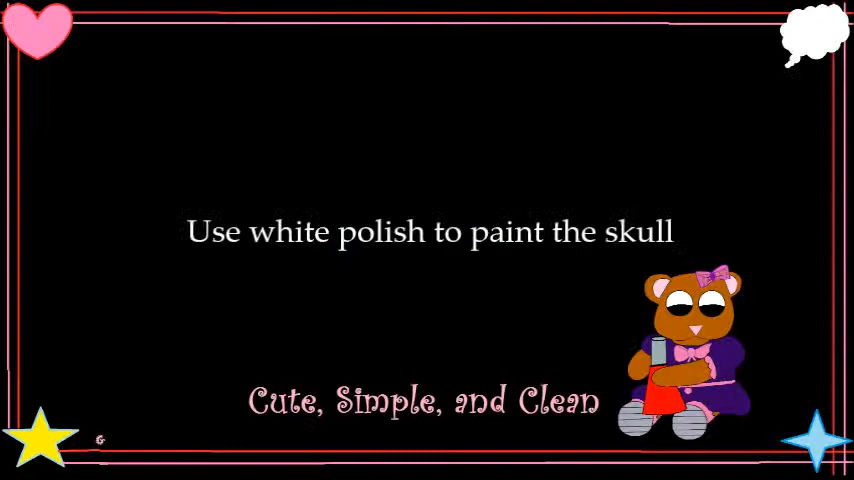 Use white polish to paint the skull
Cute, Simple, and Clean